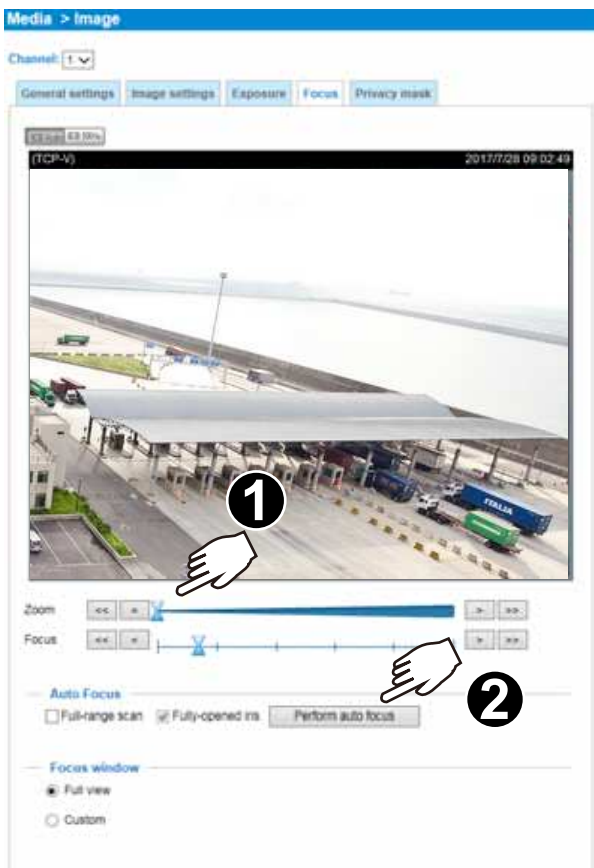 Media > Image
Channel: 1
General settings Image settings Exposure Focus Privacy mask
(TCP-V) 2017/7/28 09:02:49
ITALIA
1
Zoom << < > >>
Focus << < > >>
2
Auto Focus
Full-range scan Fully-opened iris Perform auto focus
Focus window
Full view
Custom